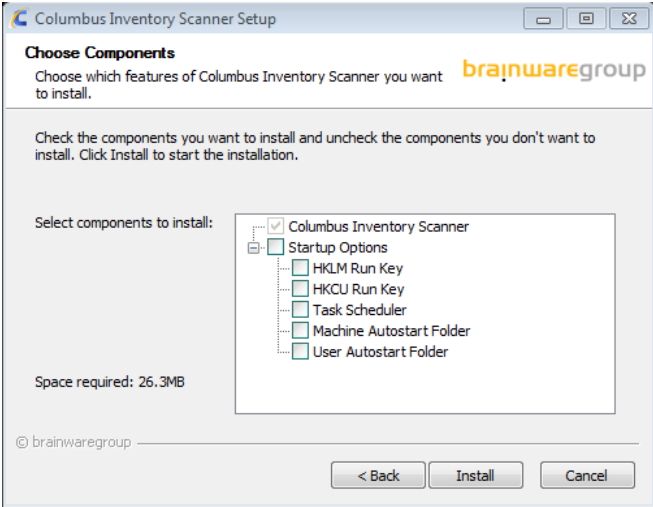 Columbus Inventory Scanner Setup
Choose Components
Choose which features of Columbus Inventory Scanner you want
to install.
brainwaregroup
Check the components you want to install and uncheck the components you don't want to
install. Click Install to start the installation.
Select components to install:
Columbus Inventory Scanner
Startup Options
HKLM Run Key
HKCU Run Key
Task Scheduler
Machine Autostart Folder
User Autostart Folder
Space required: 26.3MB
© brainwaregroup
< Back
Install
Cancel